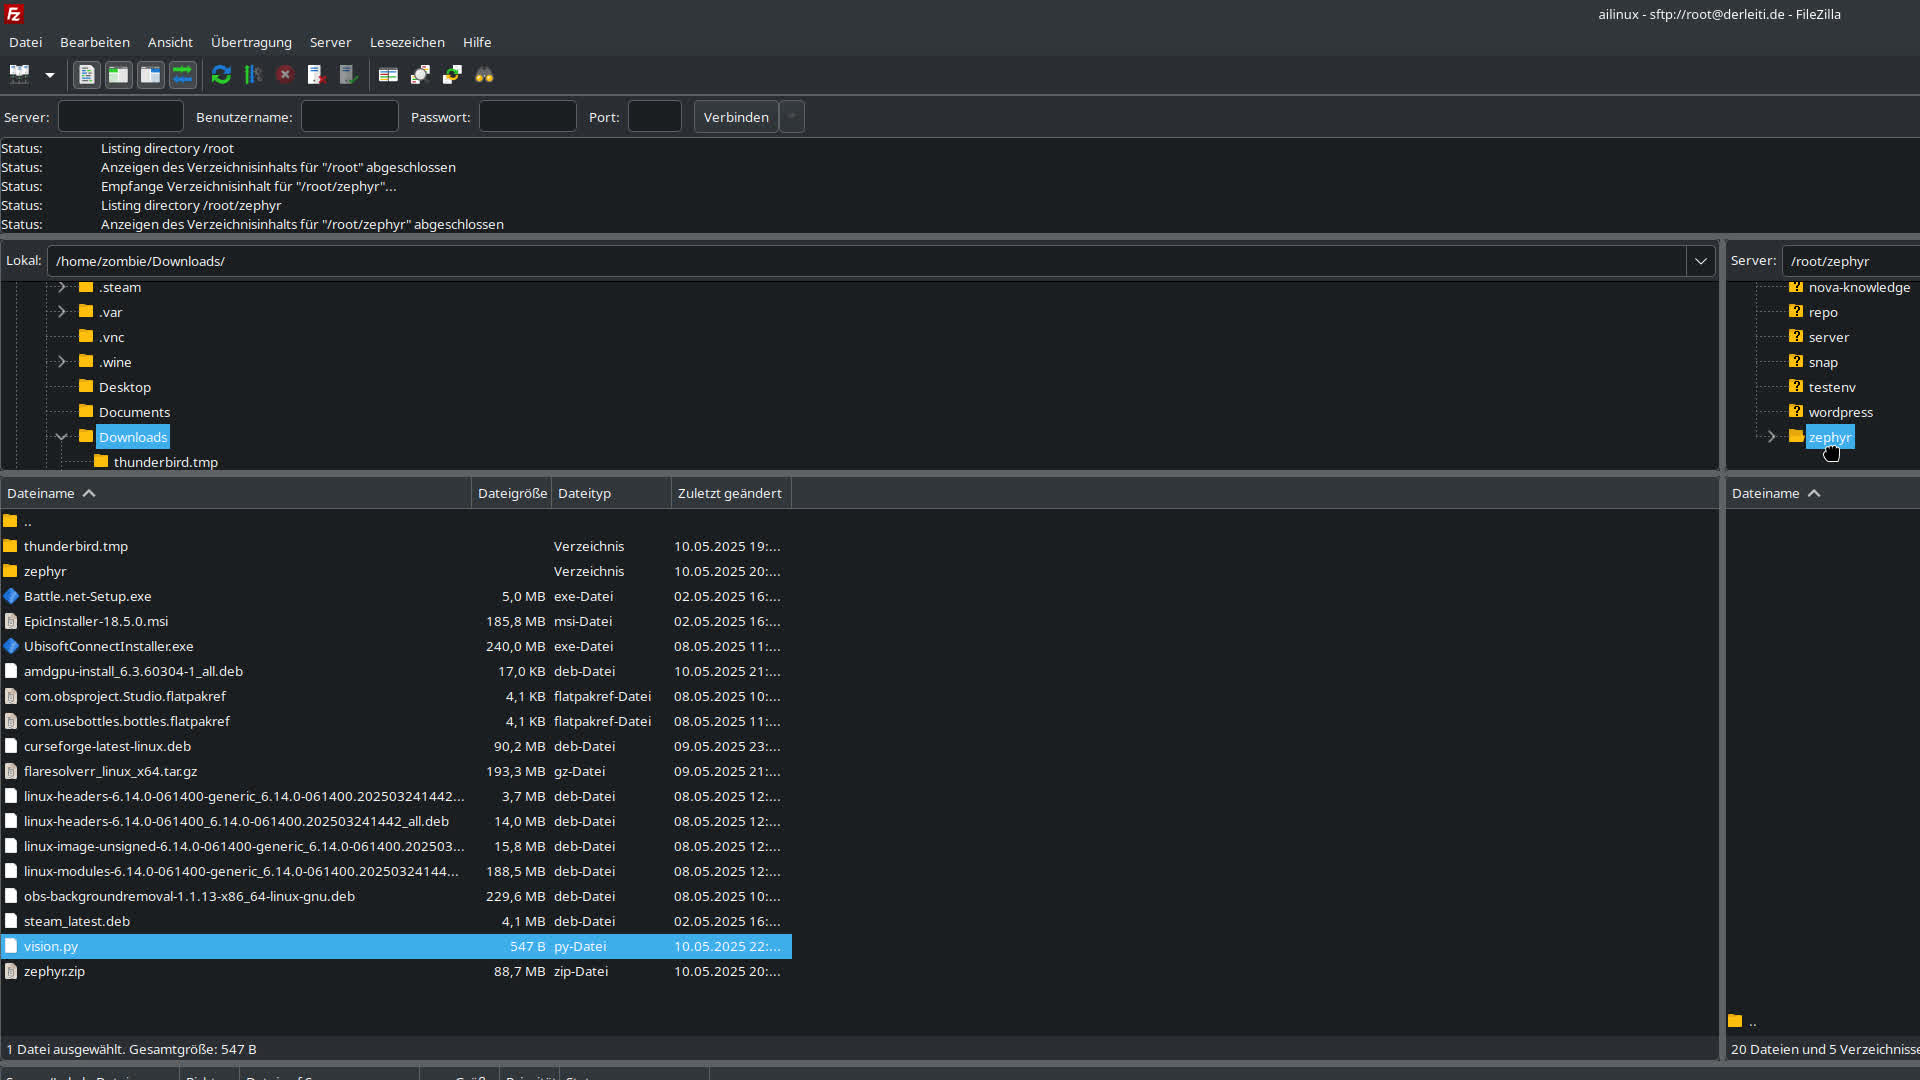 ailinux - sftp://root@derleiti.de - FileZilla
Datei Bearbeiten Ansicht Übertragung Server Lesezeichen Hilfe
Server: Benutzername: Passwort: Port: Verbinden
Status: Listing directory /root
Status: Anzeigen des Verzeichnisinhalts für "/root" abgeschlossen
Status: Empfange Verzeichnisinhalt für "/root/zephyr"...
Status: Listing directory /root/zephyr
Status: Anzeigen des Verzeichnisinhalts für "/root/zephyr" abgeschlossen
Lokal: /home/zombie/Downloads/
.steam
.var
.vnc
.wine
Desktop
Documents
Downloads
thunderbird.tmp
Server: /root/zephyr
nova-knowledge
repo
server
snap
testenv
wordpress
zephyr
Dateiname Dateigröße Dateityp Zuletzt geändert
..
thunderbird.tmp Verzeichnis 10.05.2025 19:...
zephyr Verzeichnis 10.05.2025 20:...
Battle.net-Setup.exe 5,0 MB exe-Datei 02.05.2025 16:...
EpicInstaller-18.5.0.msi 185,8 MB msi-Datei 02.05.2025 16:...
UbisoftConnectInstaller.exe 240,0 MB exe-Datei 08.05.2025 11:...
amdgpu-install_6.3.60304-1_all.deb 17,0 KB deb-Datei 10.05.2025 21:...
com.obsproject.Studio.flatpakref 4,1 KB flatpakref-Datei 08.05.2025 10:...
com.usebottles.bottles.flatpakref 4,1 KB flatpakref-Datei 08.05.2025 11:...
curseforge-latest-linux.deb 90,2 MB deb-Datei 09.05.2025 23:...
flaresolverr_linux_x64.tar.gz 193,3 MB gz-Datei 09.05.2025 21:...
linux-headers-6.14.0-061400-generic_6.14.0-061400.202503241442... 3,7 MB deb-Datei 08.05.2025 12:...
linux-headers-6.14.0-061400_6.14.0-061400.202503241442_all.deb 14,0 MB deb-Datei 08.05.2025 12:...
linux-image-unsigned-6.14.0-061400-generic_6.14.0-061400.202503... 15,8 MB deb-Datei 08.05.2025 12:...
linux-modules-6.14.0-061400-generic_6.14.0-061400.20250324144... 188,5 MB deb-Datei 08.05.2025 12:...
obs-backgroundremoval-1.1.13-x86_64-linux-gnu.deb 229,6 MB deb-Datei 08.05.2025 10:...
steam_latest.deb 4,1 MB deb-Datei 02.05.2025 16:...
vision.py 547 B py-Datei 10.05.2025 22:...
zephyr.zip 88,7 MB zip-Datei 10.05.2025 20:...
1 Datei ausgewählt. Gesamtgröße: 547 B
Dateiname
..
20 Dateien und 5 Verzeichnisse